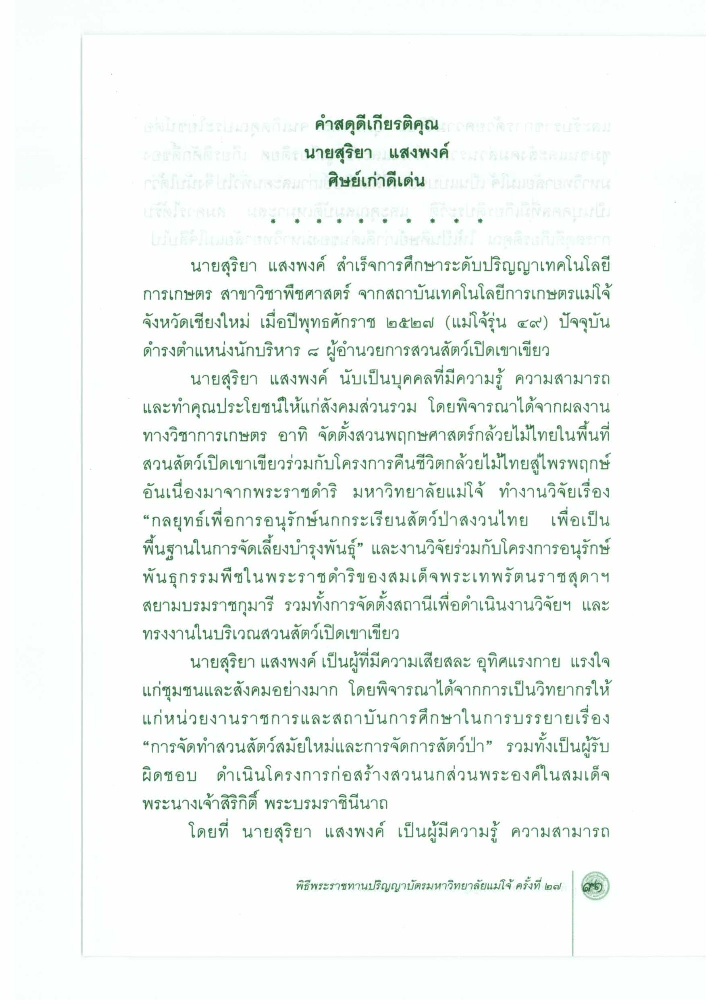 คำสดุดีเกียรติคุณ
นายสุริยา แสงพงค์
ศิษย์เก่าดีเด่น
นายสุริยา แสงพงค์ สำเร็จการศึกษาระดับปริญญาเทคโนโลยี
การเกษตร สาขาวิชาพืชศาสตร์ จากสถาบันเทคโนโลยีการเกษตรแม่โจ้
จังหวัดเชียงใหม่ เมื่อปีพุทธศักราช ๒๕๒๗ (แม่โจ้รุ่น ๔๙) ปัจจุบัน
ดำรงตำแหน่งนักบริหาร ๘ ผู้อำนวยการสวนสัตว์เปิดเขาเขียว
นายสุริยา แสงพงค์ นับเป็นบุคคลที่มีความรู้ ความสามารถ
และทำคุณประโยชน์ให้แก่สังคมส่วนรวม โดยพิจารณาได้จากผลงาน
ทางวิชาการเกษตร อาทิ จัดตั้งสวนพฤกษศาสตร์กล้วยไม้ไทยในพื้นที่
สวนสัตว์เปิดเขาเขียวร่วมกับโครงการคืนชีวิตกล้วยไม้ไทยสู่ไพรพฤกษ์
อันเนื่องมาจากพระราชดำริ มหาวิทยาลัยแม่โจ้ ทำงานวิจัยเรื่อง
“กลยุทธ์เพื่อการอนุรักษ์นกกระเรียนสัตว์ป่าสงวนไทย เพื่อเป็น
พื้นฐานในการจัดเลี้ยงบำรุงพันธุ์” และงานวิจัยร่วมกับโครงการอนุรักษ์
พันธุกรรมพืชในพระราชดำริของสมเด็จพระเทพรัตนราชสุดาฯ
สยามบรมราชกุมารี รวมทั้งการจัดตั้งสถานีเพื่อดำเนินงานวิจัยฯ และ
ทรงงานในบริเวณสวนสัตว์เปิดเขาเขียว
นายสุริยา แสงพงค์ เป็นผู้ที่มีความเสียสละ อุทิศแรงกาย แรงใจ
แก่ชุมชนและสังคมอย่างมาก โดยพิจารณาได้จากการเป็นวิทยากรให้
แก่หน่วยงานราชการและสถาบันการศึกษาในการบรรยายเรื่อง
“การจัดทำสวนสัตว์สมัยใหม่และการจัดการสัตว์ป่า” รวมทั้งเป็นผู้รับ
ผิดชอบ ดำเนินโครงการก่อสร้างสวนนกส่วนพระองค์ในสมเด็จ
พระนางเจ้าสิริกิติ์ พระบรมราชินีนาถ
โดยที่ นายสุริยา แสงพงค์ เป็นผู้มีความรู้ ความสามารถ
พิธีพระราชทานปริญญาบัตรมหาวิทยาลัยแม่โจ้ ครั้งที่ ๒๗